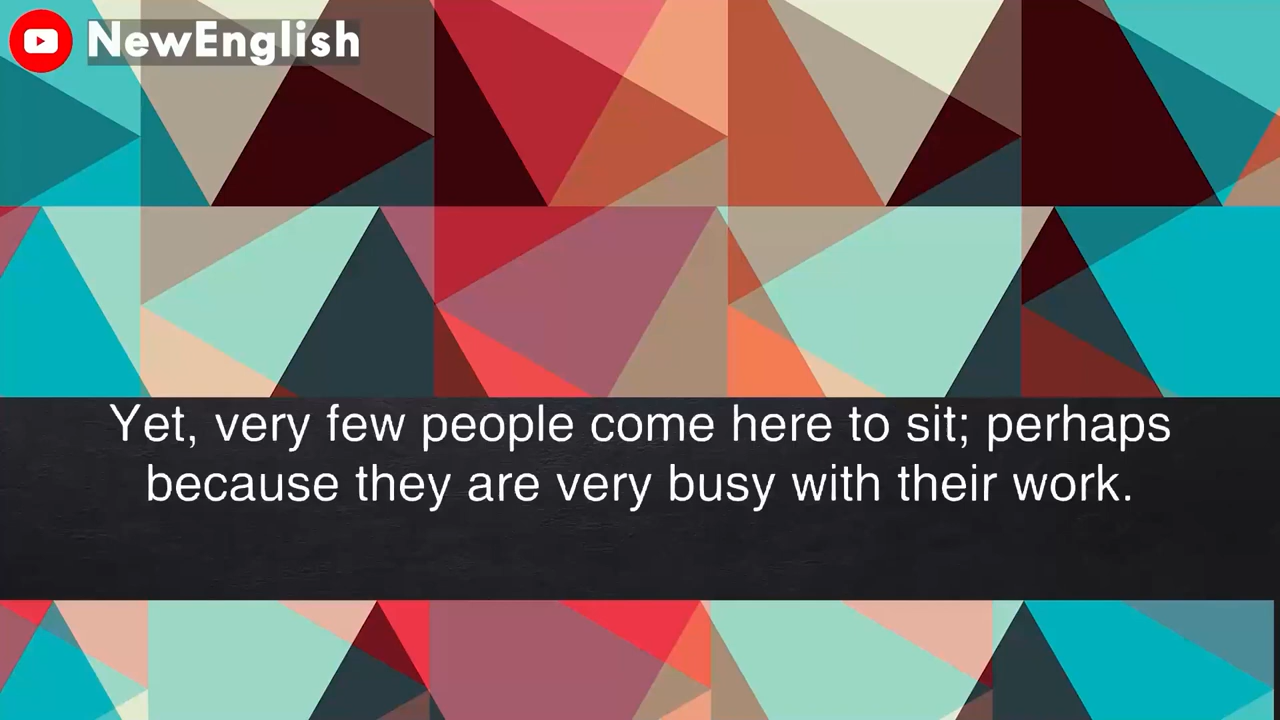 NewEnglish
Yet, very few people come here to sit; perhaps
because they are very busy with their work.